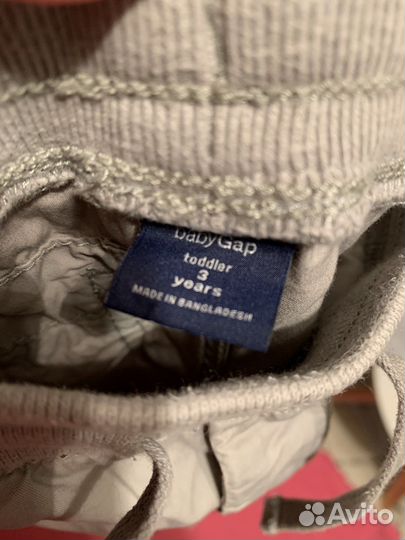 babyGap
toddler
3
years
MADE IN BANGLADESH
Avito